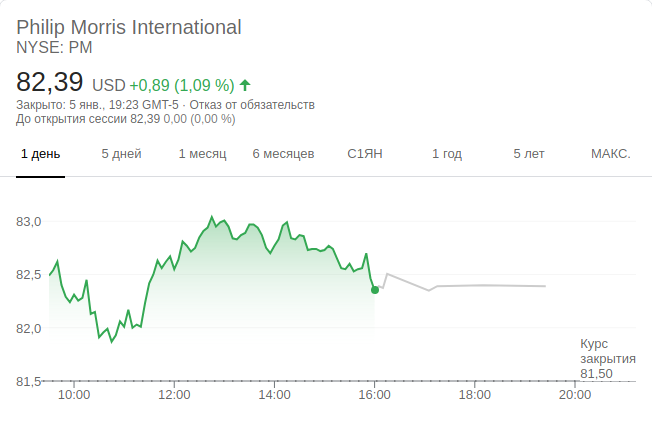 Philip Morris International
NYSE: PM
82,39 USD +0,89 (1,09 %)
Закрыто: 5 янв., 19:23 GMT-5 · Отказ от обязательств
До открытия сессии 82,39 0,00 (0,00 %)
1 день 5 дней 1 месяц 6 месяцев С1ЯН 1 год 5 лет МАКС.
83,0
82,5
82,0
81,5
Курс
закрытия
81,50
10:00 12:00 14:00 16:00 18:00 20:00